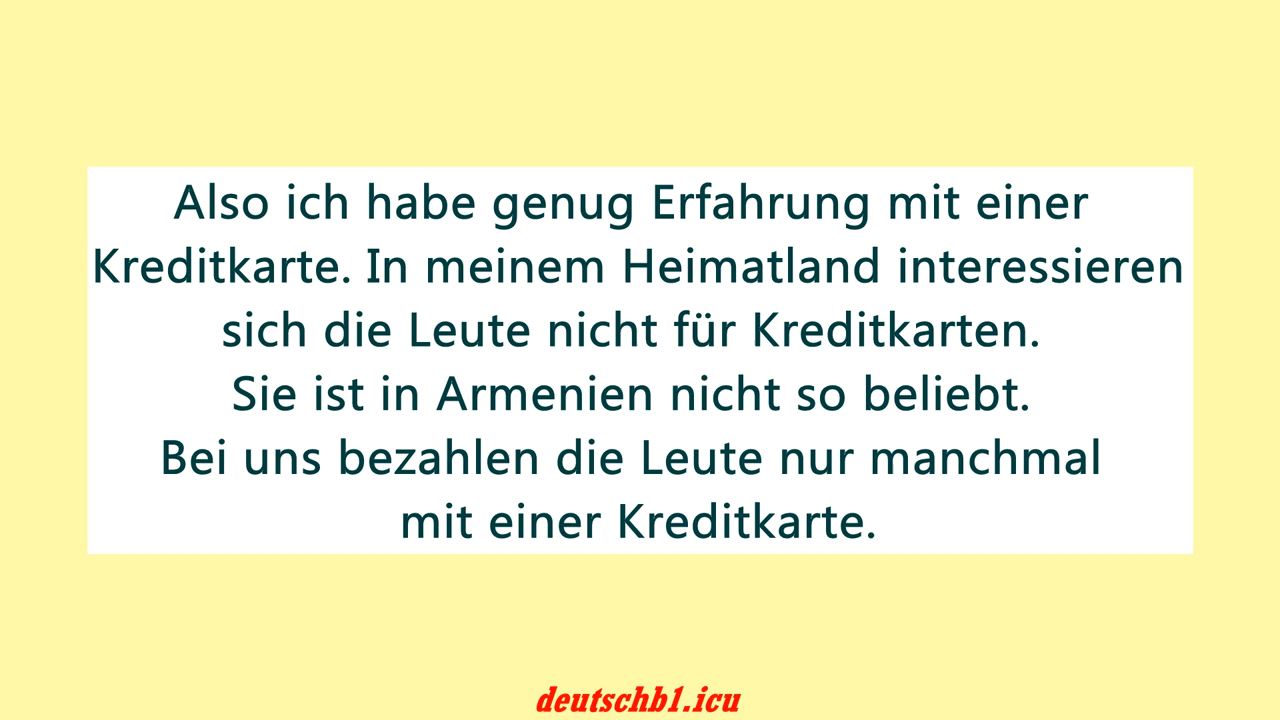 Also ich habe genug Erfahrung mit einer
Kreditkarte. In meinem Heimatland interessieren
sich die Leute nicht für Kreditkarten.
Sie ist in Armenien nicht so beliebt.
Bei uns bezahlen die Leute nur manchmal
mit einer Kreditkarte.
deutschb1.icu